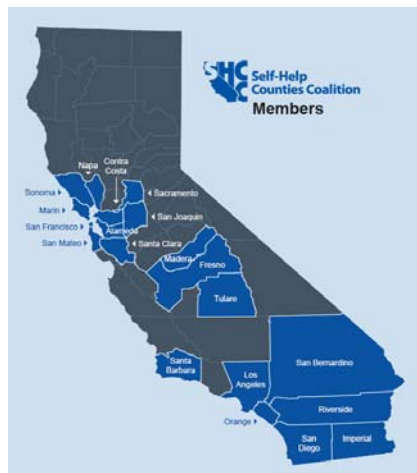 SHCC
Self-Help
Counties Coalition
Members
Napa
Contra
Costa
Sonoma
Sacramento
Marin
San Joaquin
San Francisco
Alameda
San Mateo
Santa Clara
Madera
Fresno
Tulare
San Bernardino
Santa
Barbara
Los
Angeles
Riverside
Orange
San
Diego
Imperial